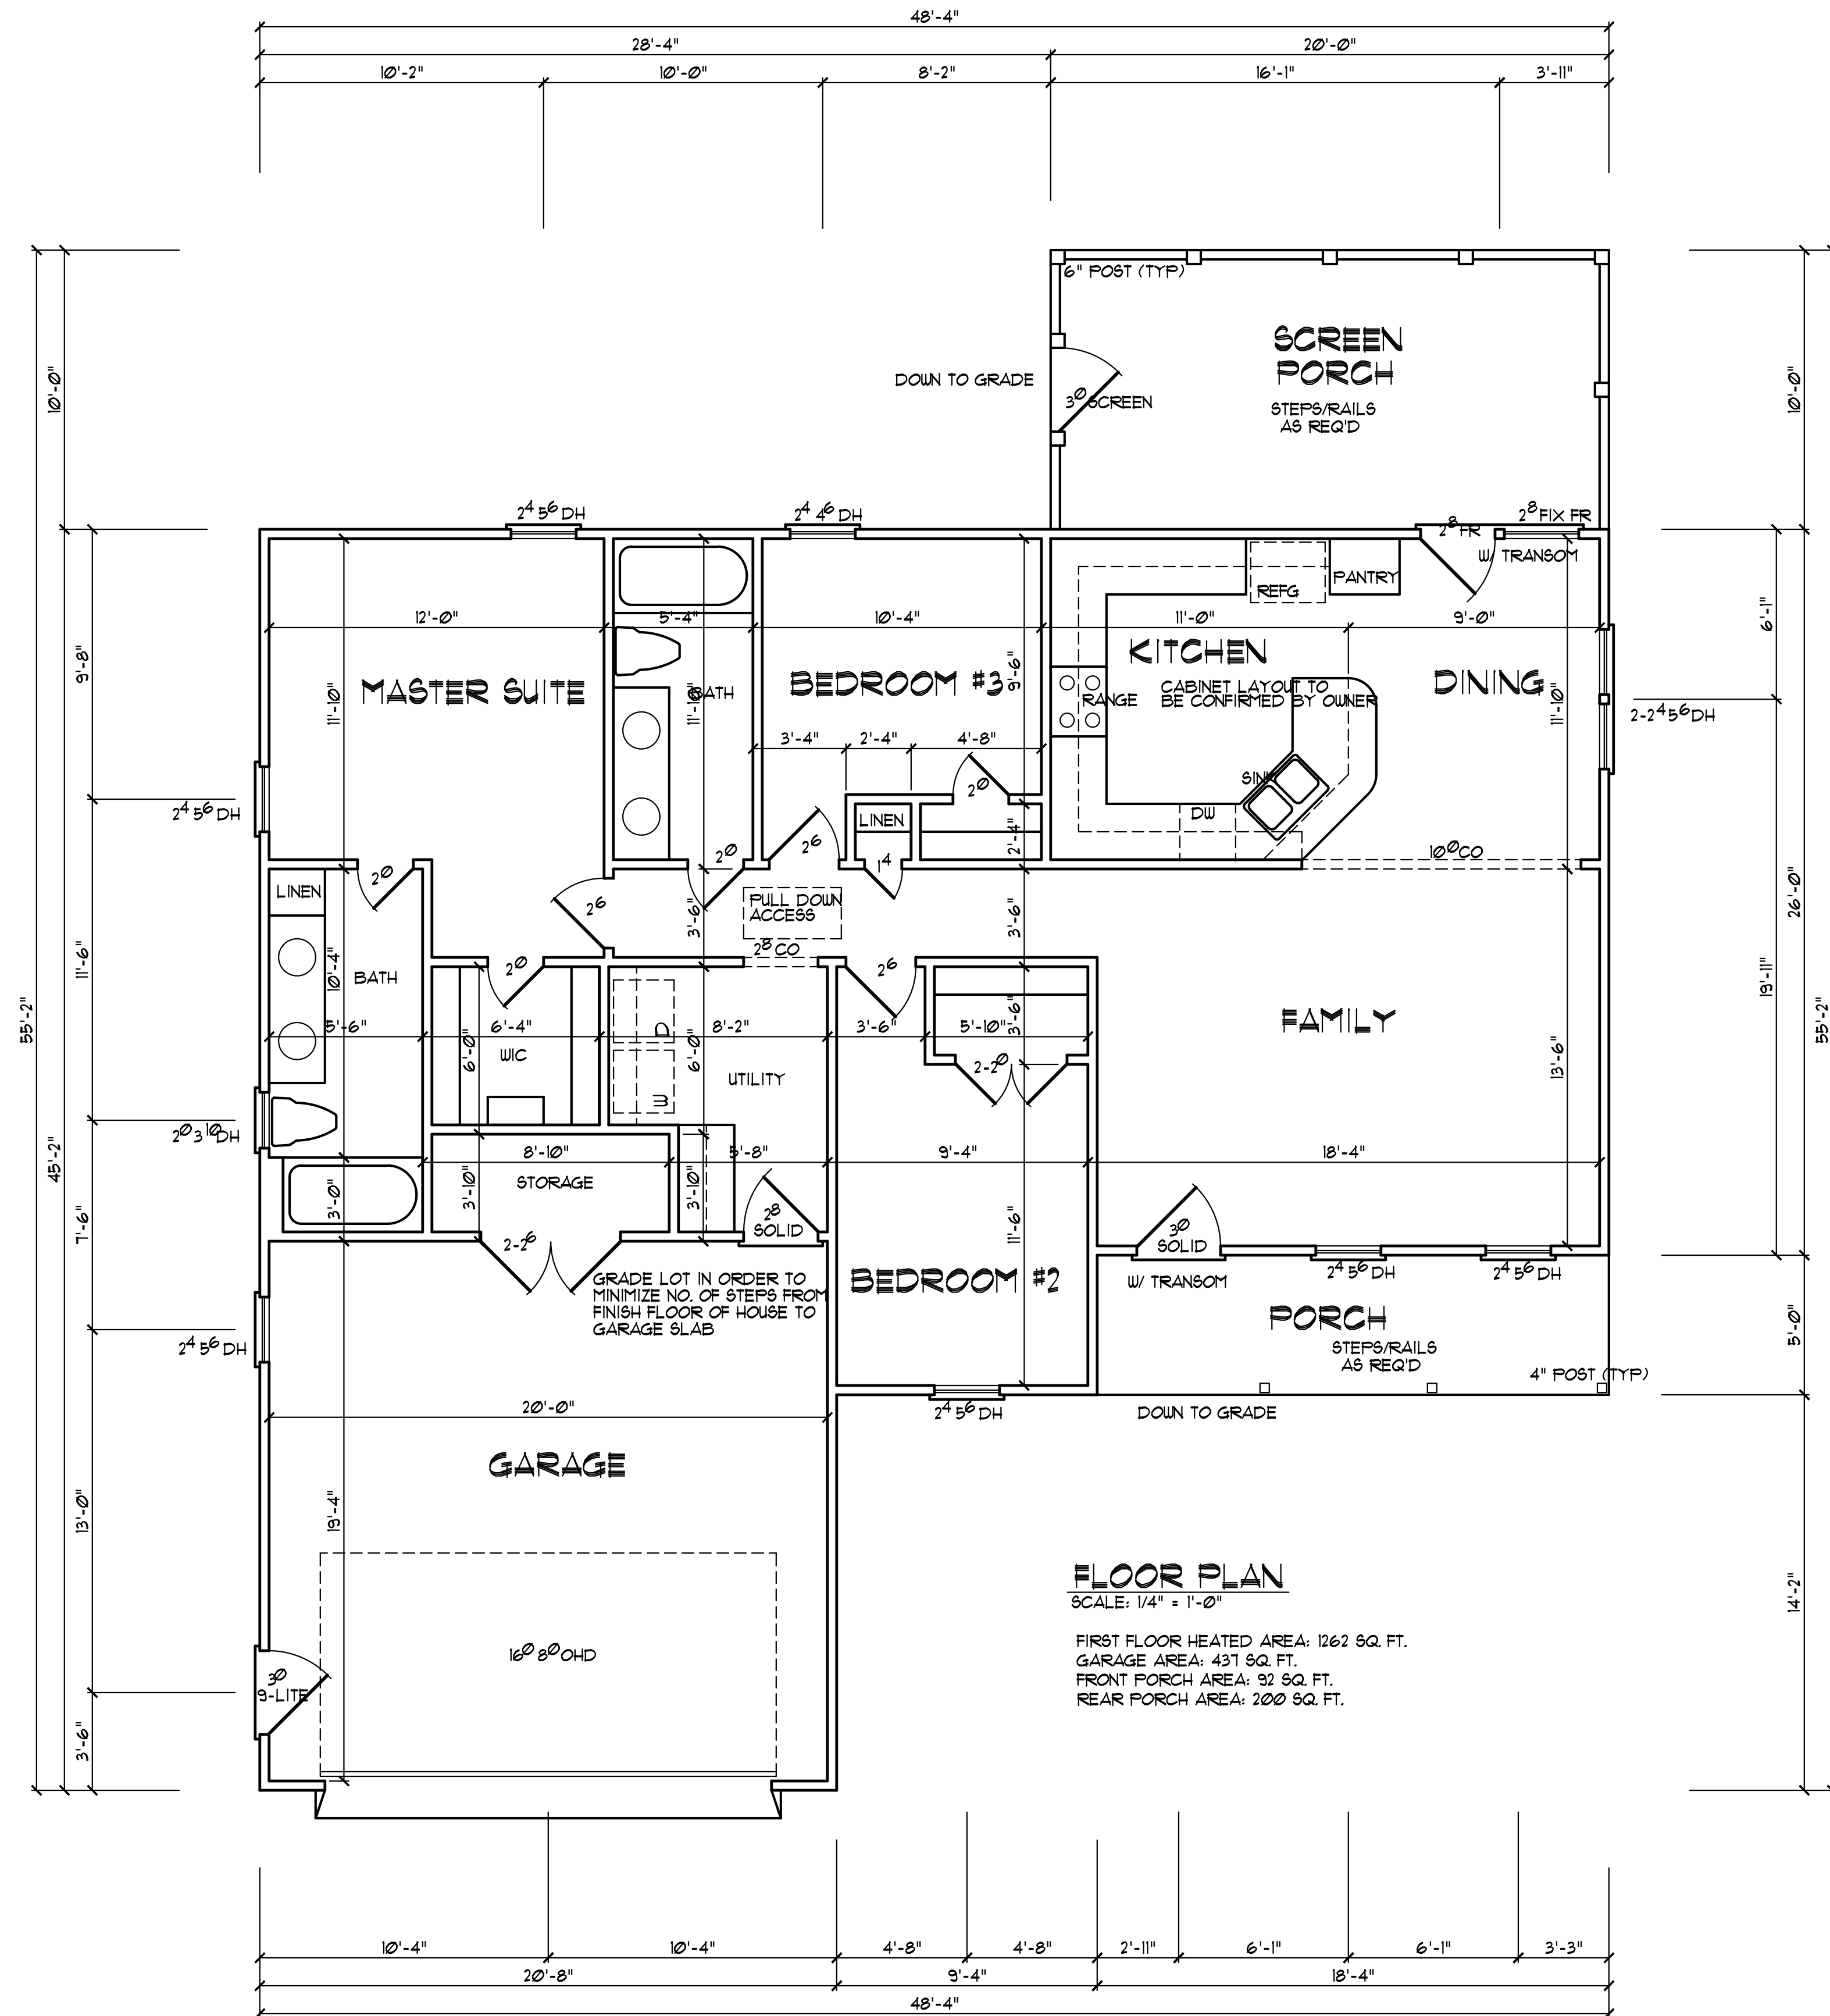 48'-4"
28'-4" 20'-0"
10'-2" 10'-0" 8'-2" 16'-1" 3'-11"
6" POST (TYP)
SCREEN
PORCH
STEPS/RAILS
AS REQ'D
DOWN TO GRADE
3⁰ SCREEN
10'-0"
10'-0"
2⁴ 5⁶ DH
2⁴ 4⁶ DH
2⁸ FR
2⁸ FIX FR
W/ TRANSOM
REFG
PANTRY
12'-0" 5'-4" 10'-4" 11'-0" 9'-0"
KITCHEN
MASTER SUITE
BATH
BEDROOM #3
DINING
CABINET LAYOUT TO
BE CONFIRMED BY OWNER
RANGE
11'-10"
11'-10"
9'-6"
11'-10"
6'-1"
9'-8"
2-2⁴ 5⁶ DH
3'-4" 2'-4" 4'-8"
SINK
DW
2⁰
2⁴ 5⁶ DH
LINEN
2'-4"
2⁶
1⁴
2⁰
10⁰ CO
2⁰
LINEN
2⁶
PULL DOWN
ACCESS
3'-6"
3'-6"
2⁸ CO
26'-0"
19'-11"
11'-6"
10'-4"
BATH
2⁰
2⁶
5'-6" 6'-4" 8'-2" 3'-6" 5'-10"
3'-6"
FAMILY
55'-2"
55'-2"
45'-2"
6'-0"
WIC
6'-0"
D
W
UTILITY
2-2⁰
13'-6"
2⁰ 3¹⁰ DH
8'-10" 5'-8" 9'-4" 18'-4"
STORAGE
3'-0"
3'-10"
3'-10"
7'-6"
2⁸
SOLID
2-2⁶
11'-6"
3⁰
SOLID
W/ TRANSOM
2⁴ 5⁶ DH
2⁴ 5⁶ DH
GRADE LOT IN ORDER TO
MINIMIZE NO. OF STEPS FROM
FINISH FLOOR OF HOUSE TO
GARAGE SLAB
BEDROOM #2
PORCH
STEPS/RAILS
AS REQ'D
5'-0"
2⁴ 5⁶ DH
4" POST (TYP)
2⁴ 5⁶ DH
DOWN TO GRADE
20'-0"
GARAGE
13'-0"
19'-4"
14'-2"
FLOOR PLAN
SCALE: 1/4" = 1'-0"
FIRST FLOOR HEATED AREA: 1262 SQ. FT.
GARAGE AREA: 437 SQ. FT.
FRONT PORCH AREA: 92 SQ. FT.
REAR PORCH AREA: 200 SQ. FT.
16⁰ 8⁰ OHD
3⁰
9-LITE
3'-6"
10'-4" 10'-4" 4'-8" 4'-8" 2'-11" 6'-1" 6'-1" 3'-3"
20'-8" 9'-4" 18'-4"
48'-4"